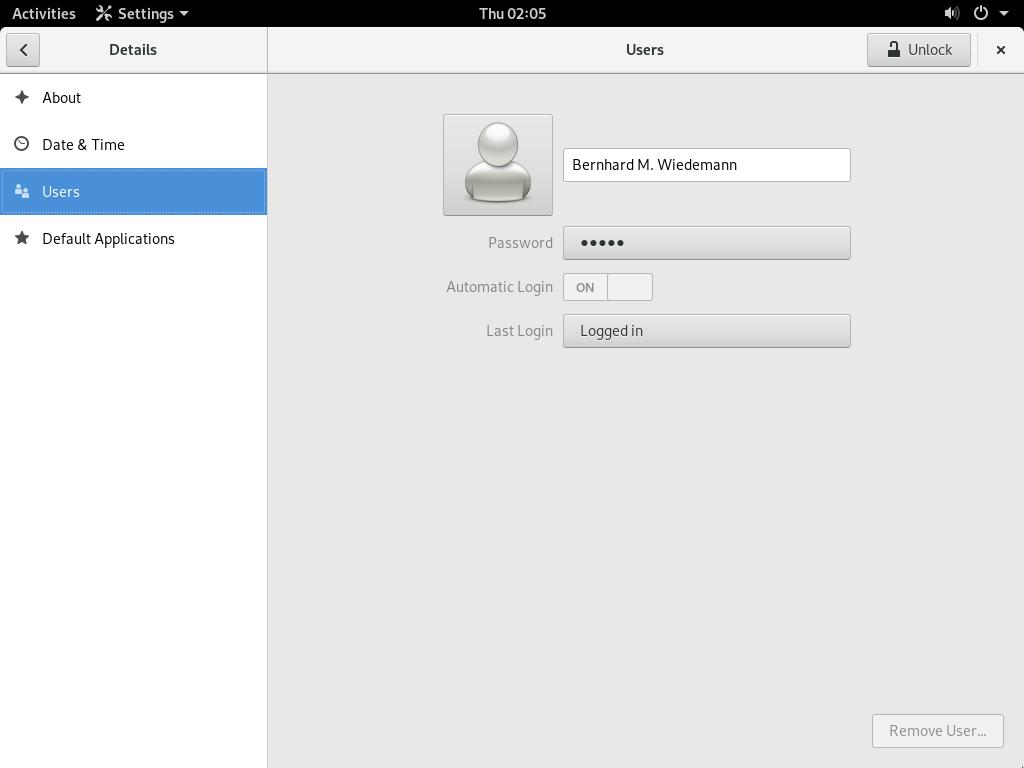 Activities Settings Thu 02:05
Details Users Unlock
About
Date & Time
Users
Default Applications
Bernhard M. Wiedemann
Password •••••
Automatic Login ON
Last Login Logged in
Remove User...